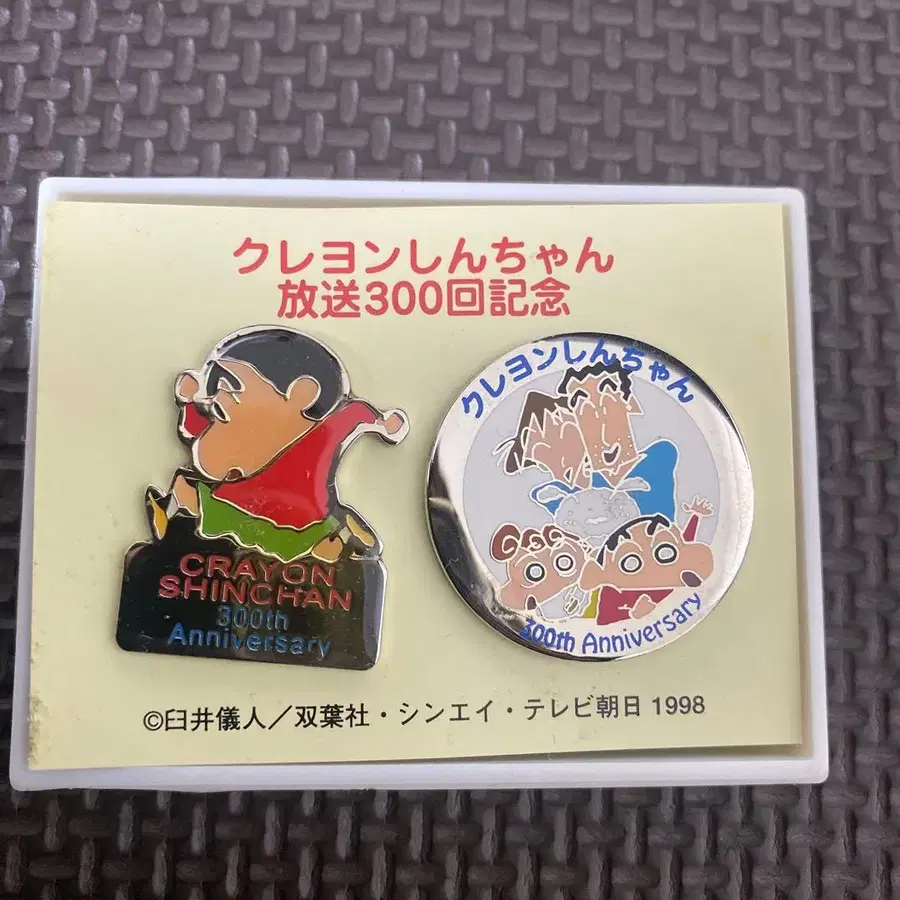 クレヨンしんちゃん
放送300回記念
CRAYON
SHINCHAN
300th
Anniversary
クレヨンしんちゃん
300th Anniversary
©臼井儀人／双葉社・シンエイ・テレビ朝日 1998